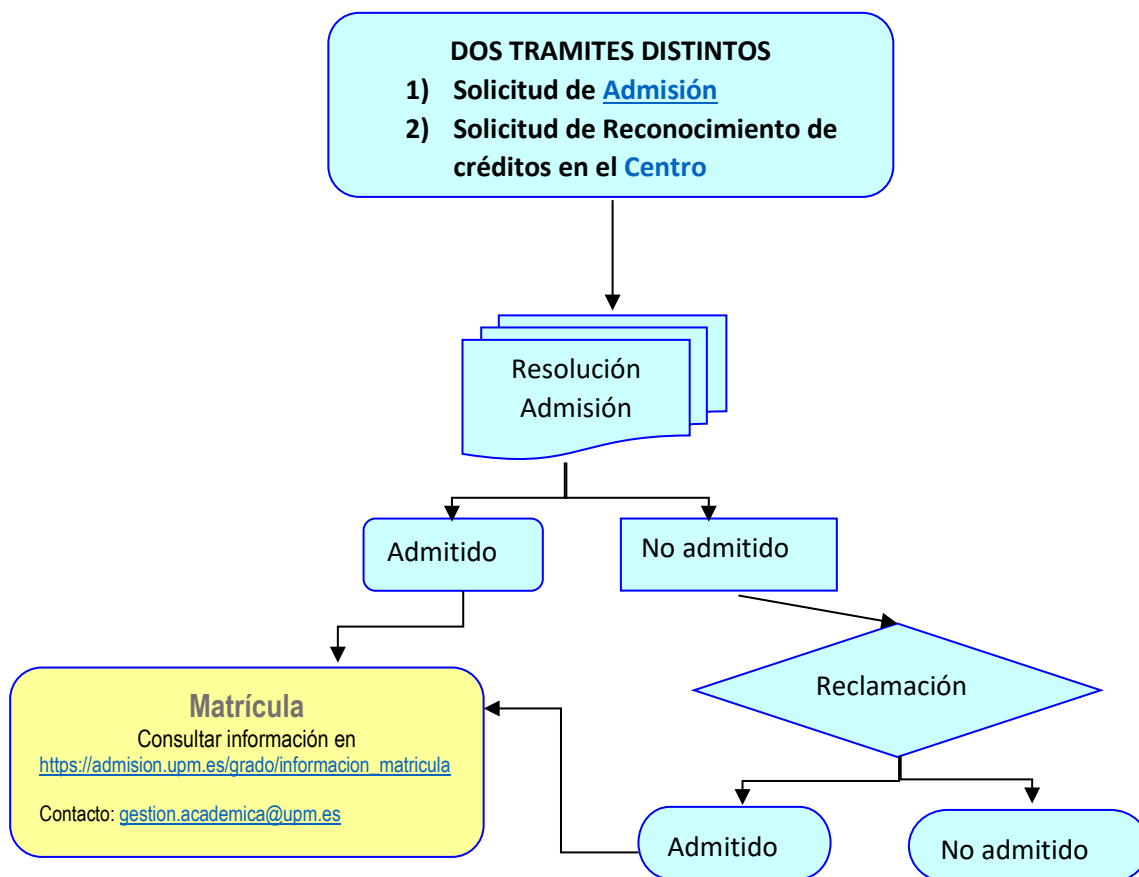 DOS TRAMITES DISTINTOS
1) Solicitud de Admisión
2) Solicitud de Reconocimiento de
créditos en el Centro
Resolución
Admisión
Admitido
No admitido
Reclamación
Matrícula
Consultar información en
https://admision.upm.es/grado/informacion_matricula
Contacto: gestion.academica@upm.es
Admitido
No admitido